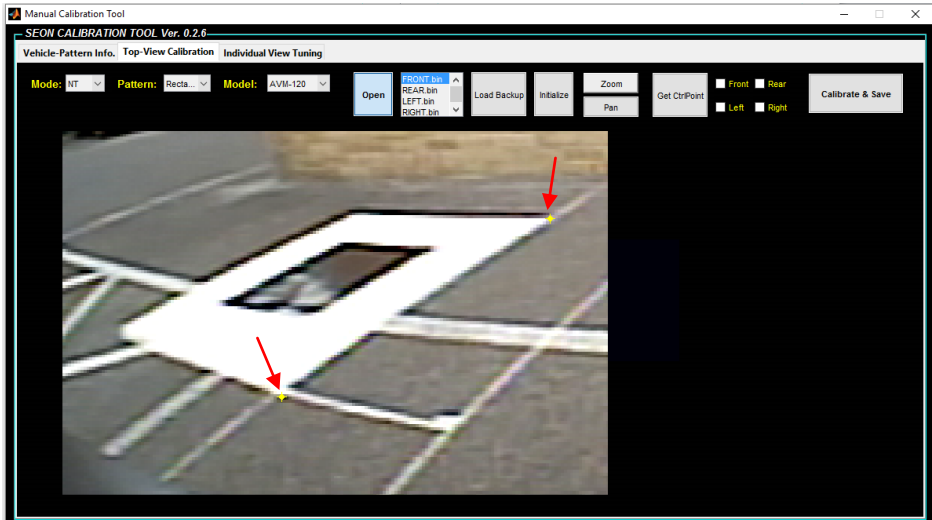 Manual Calibration Tool
SEON CALIBRATION TOOL Ver. 0.2.6
Vehicle-Pattern Info. Top-View Calibration Individual View Tuning
Mode: NT Pattern: Recta... Model: AVM-120
Open
FRONT.bin
REAR.bin
LEFT.bin
RIGHT.bin
Load Backup
Initialize
Zoom
Pan
Get CtrlPoint
Front Rear
Left Right
Calibrate & Save